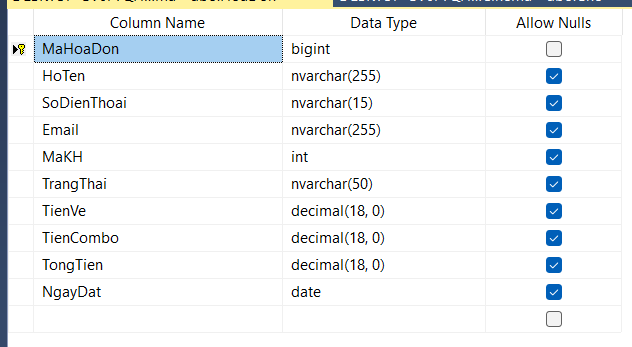 Column Name Data Type Allow Nulls
MaHoaDon bigint
HoTen nvarchar(255)
SoDienThoai nvarchar(15)
Email nvarchar(255)
MaKH int
TrangThai nvarchar(50)
TienVe decimal(18, 0)
TienCombo decimal(18, 0)
TongTien decimal(18, 0)
NgayDat date